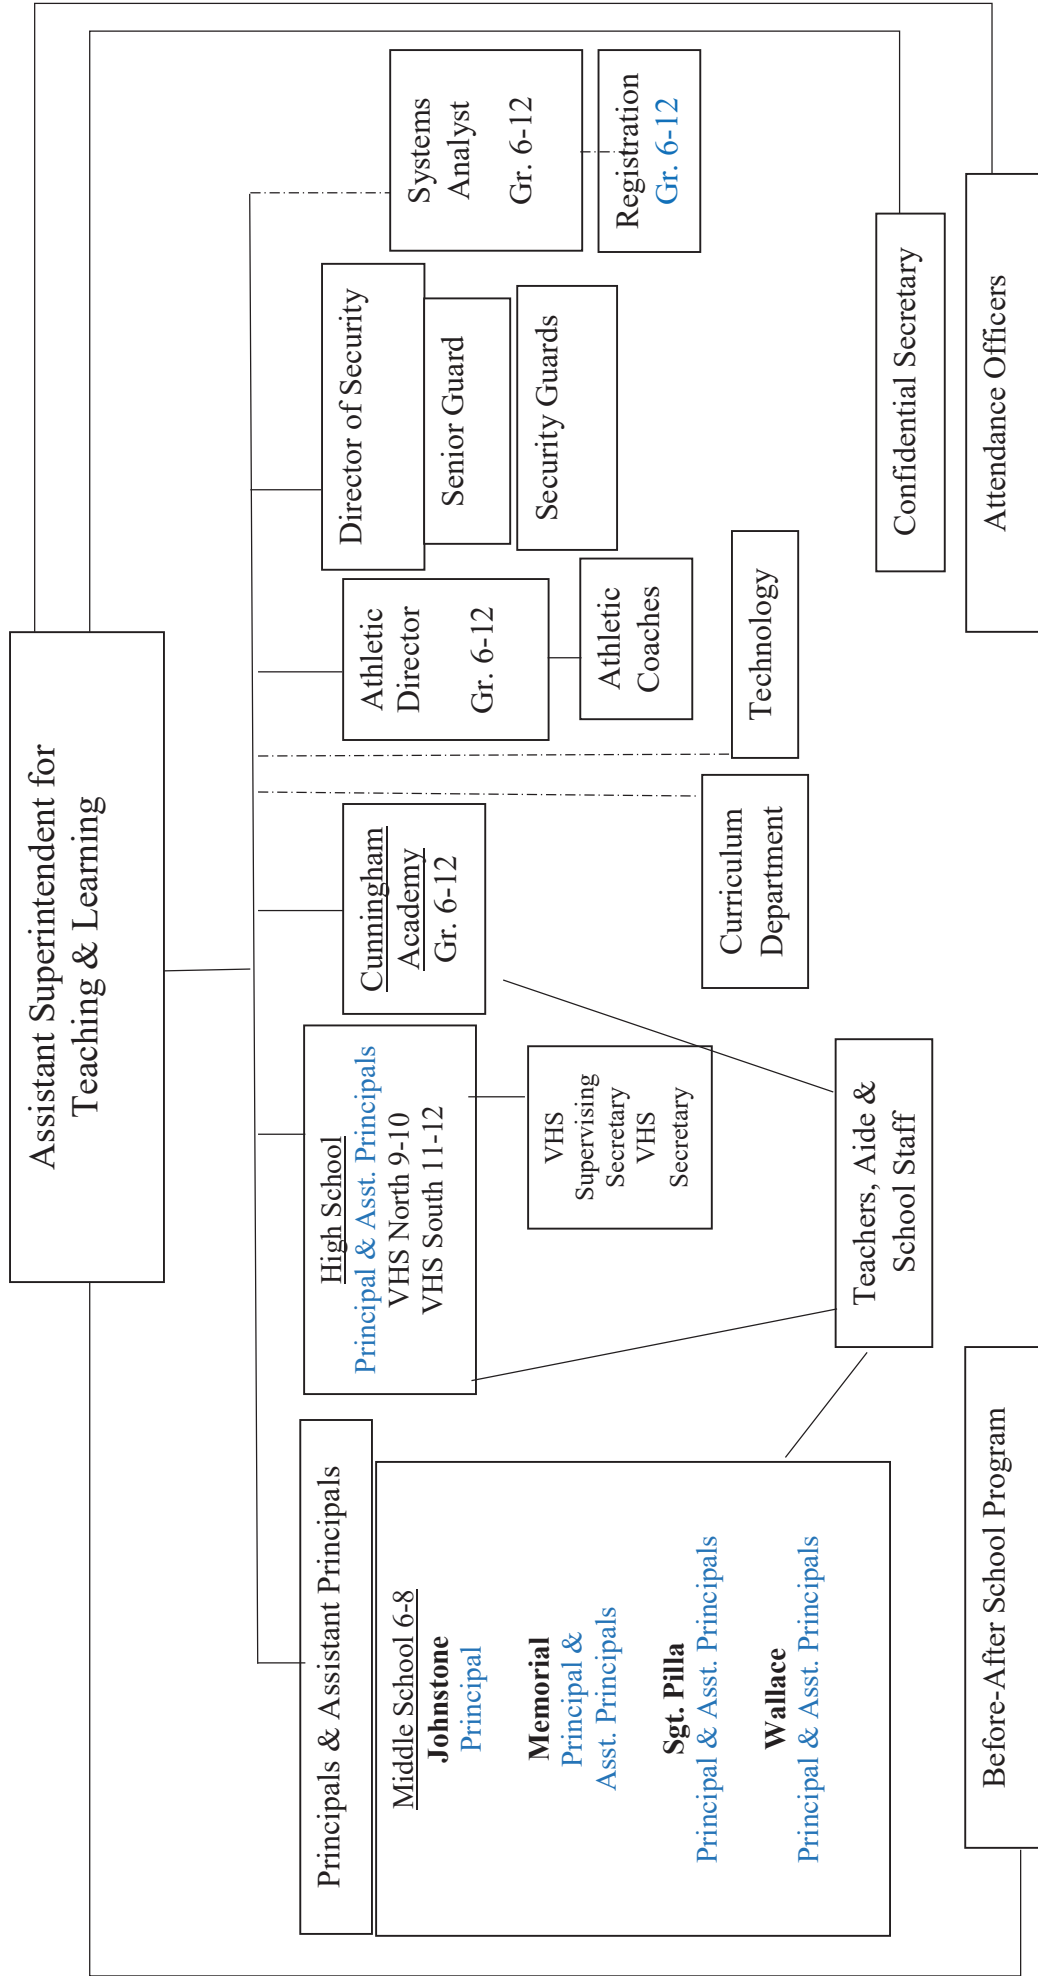 Assistant Superintendent for
Teaching & Learning
Principals & Assistant Principals
Middle School 6-8
Johnstone
Principal
Memorial
Principal &
Asst. Principals
Sgt. Pilla
Principal & Asst. Principals
Wallace
Principal & Asst. Principals
High School
Principal & Asst. Principals
VHS North 9-10
VHS South 11-12
VHS
Supervising
Secretary
VHS
Secretary
Cunningham
Academy
Gr. 6-12
Athletic
Director
Gr. 6-12
Athletic
Coaches
Director of Security
Senior Guard
Security Guards
Systems
Analyst
Gr. 6-12
Registration
Gr. 6-12
Curriculum
Department
Technology
Teachers, Aide &
School Staff
Confidential Secretary
Before-After School Program
Attendance Officers